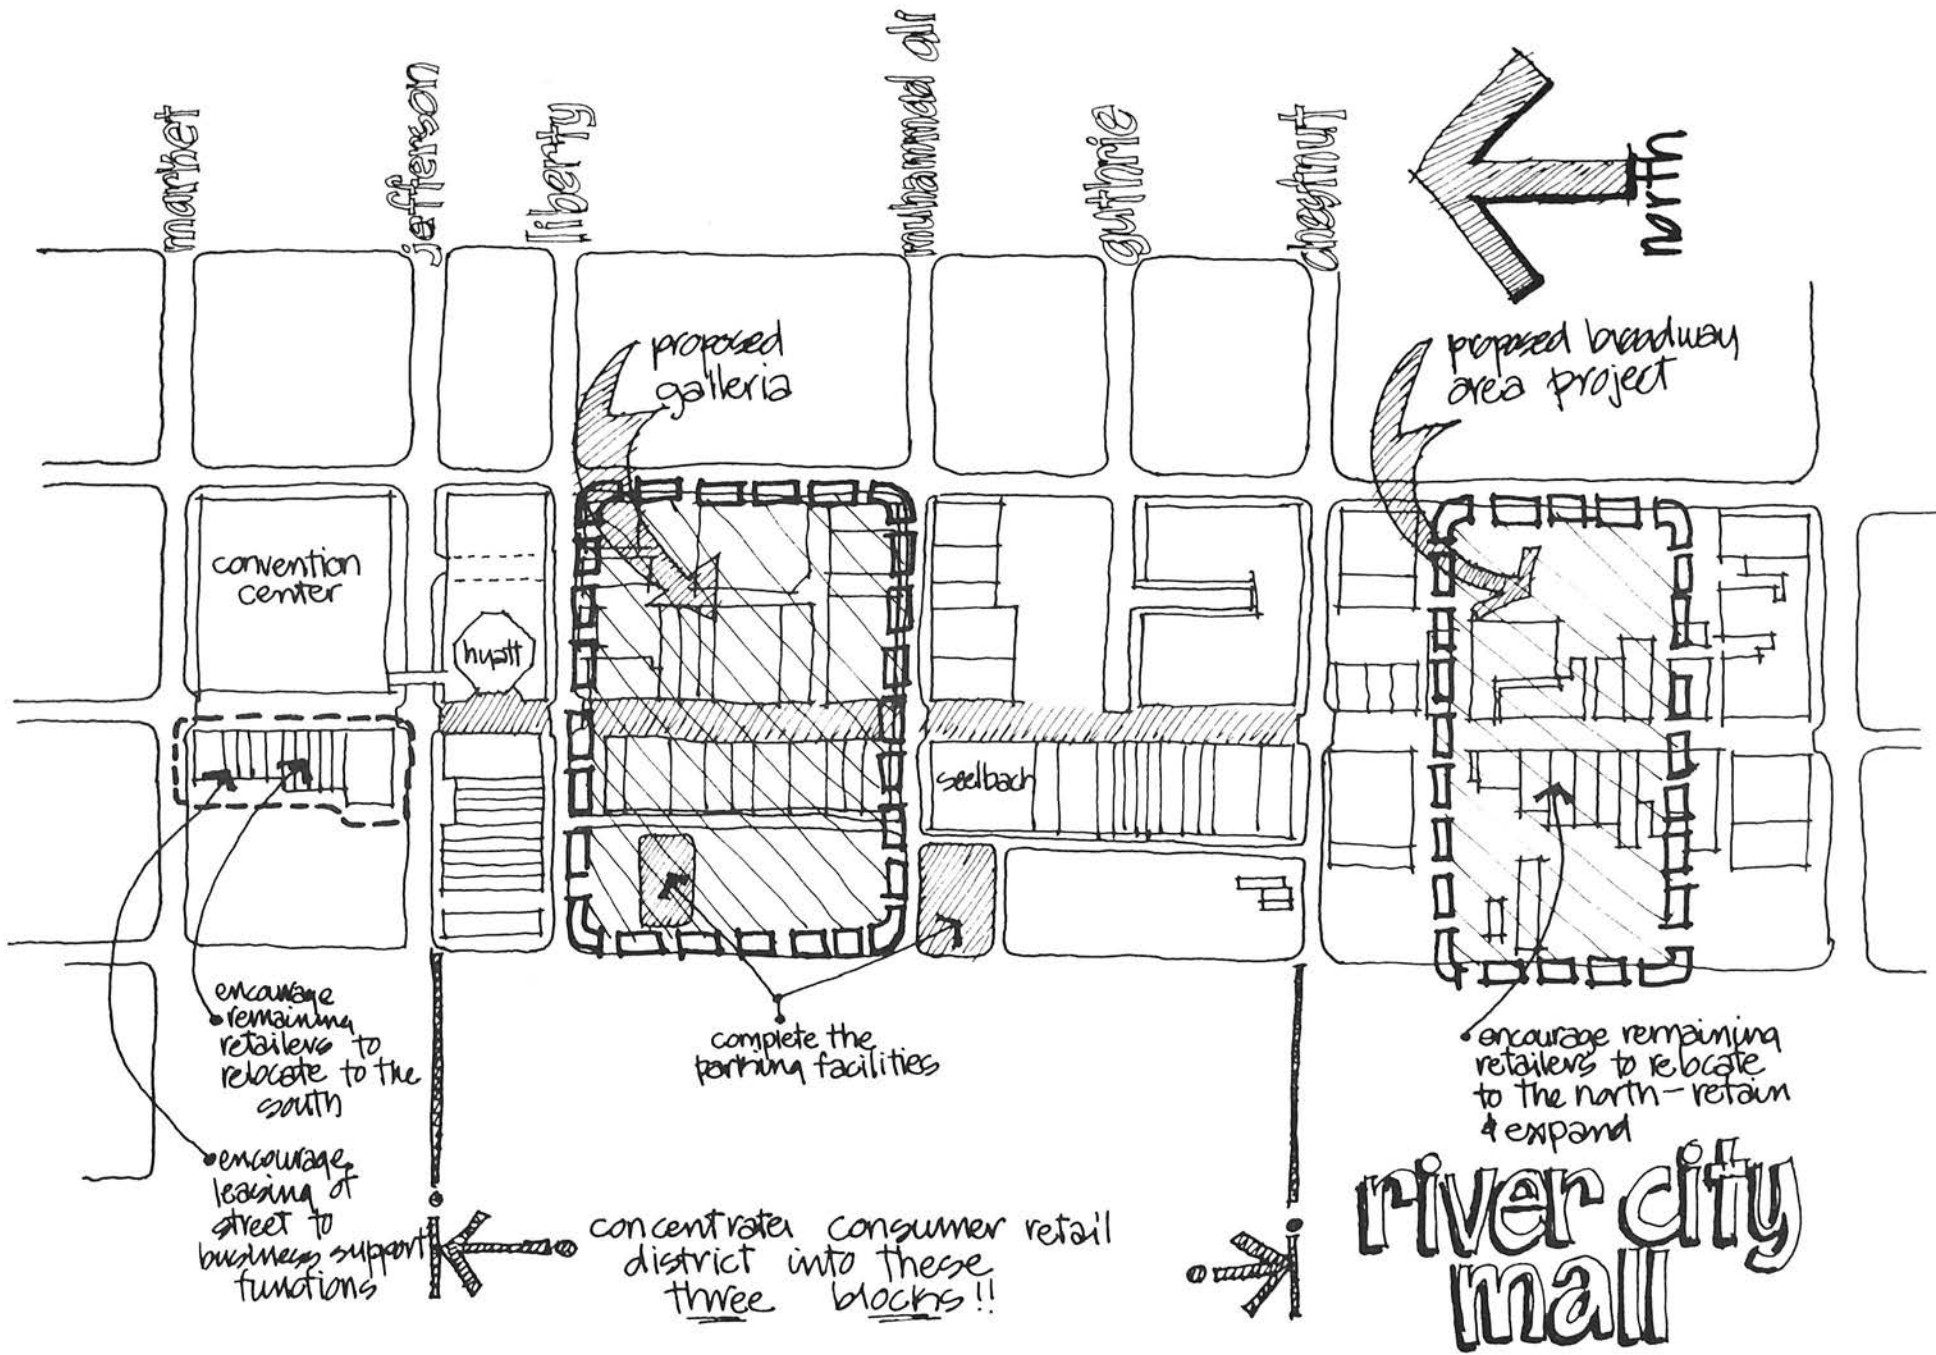 market
jefferson
liberty
muhammad ali
guthrie
chestnut
north
proposed
galleria
proposed broadway
area project
convention
center
hyatt
seelbach
encourage
remaining
retailers to
relocate to the
south
complete the
parking facilities
encourage remaining
retailers to relocate
to the north - retain
& expand
encourage
leasing of
street to
business support
functions
concentrate consumer retail
district into these
three blocks!!
river city
mall